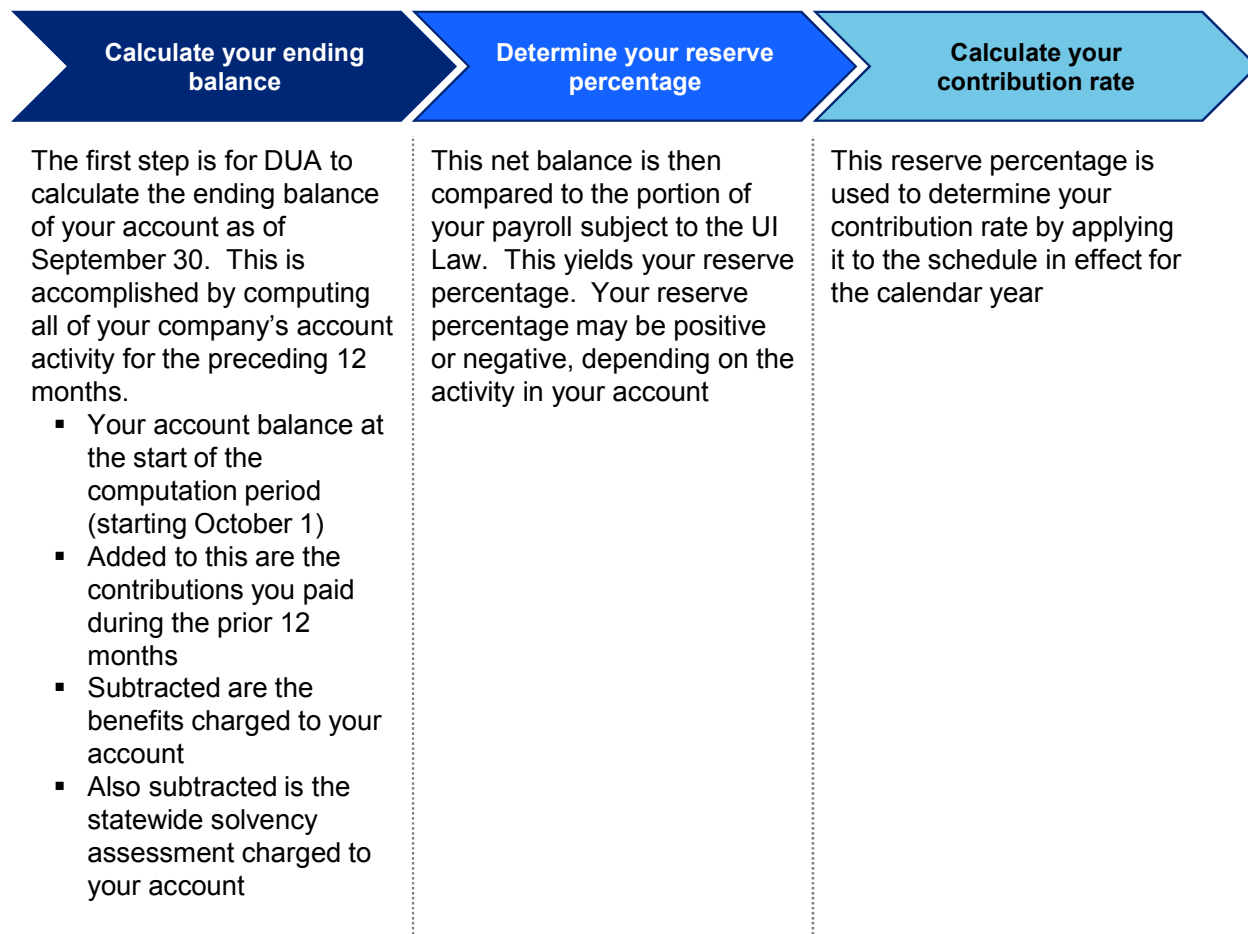 Calculate your ending
balance
Determine your reserve
percentage
Calculate your
contribution rate
The first step is for DUA to
calculate the ending balance
of your account as of
September 30.  This is
accomplished by computing
all of your company’s account
activity for the preceding 12
months.
▪ Your account balance at
the start of the
computation period
(starting October 1)
▪ Added to this are the
contributions you paid
during the prior 12
months
▪ Subtracted are the
benefits charged to your
account
▪ Also subtracted is the
statewide solvency
assessment charged to
your account
This net balance is then
compared to the portion of
your payroll subject to the UI
Law.  This yields your reserve
percentage.  Your reserve
percentage may be positive
or negative, depending on the
activity in your account
This reserve percentage is
used to determine your
contribution rate by applying
it to the schedule in effect for
the calendar year